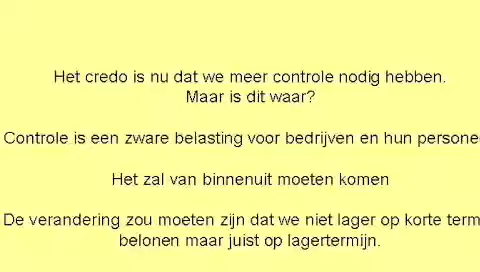 Het credo is nu dat we meer controle nodig hebben.
Maar is dit waar?
Controle is een zware belasting voor bedrijven en hun persone
Het zal van binnenuit moeten komen
De verandering zou moeten zijn dat we niet lager op korte term
belonen maar juist op lagertermijn.